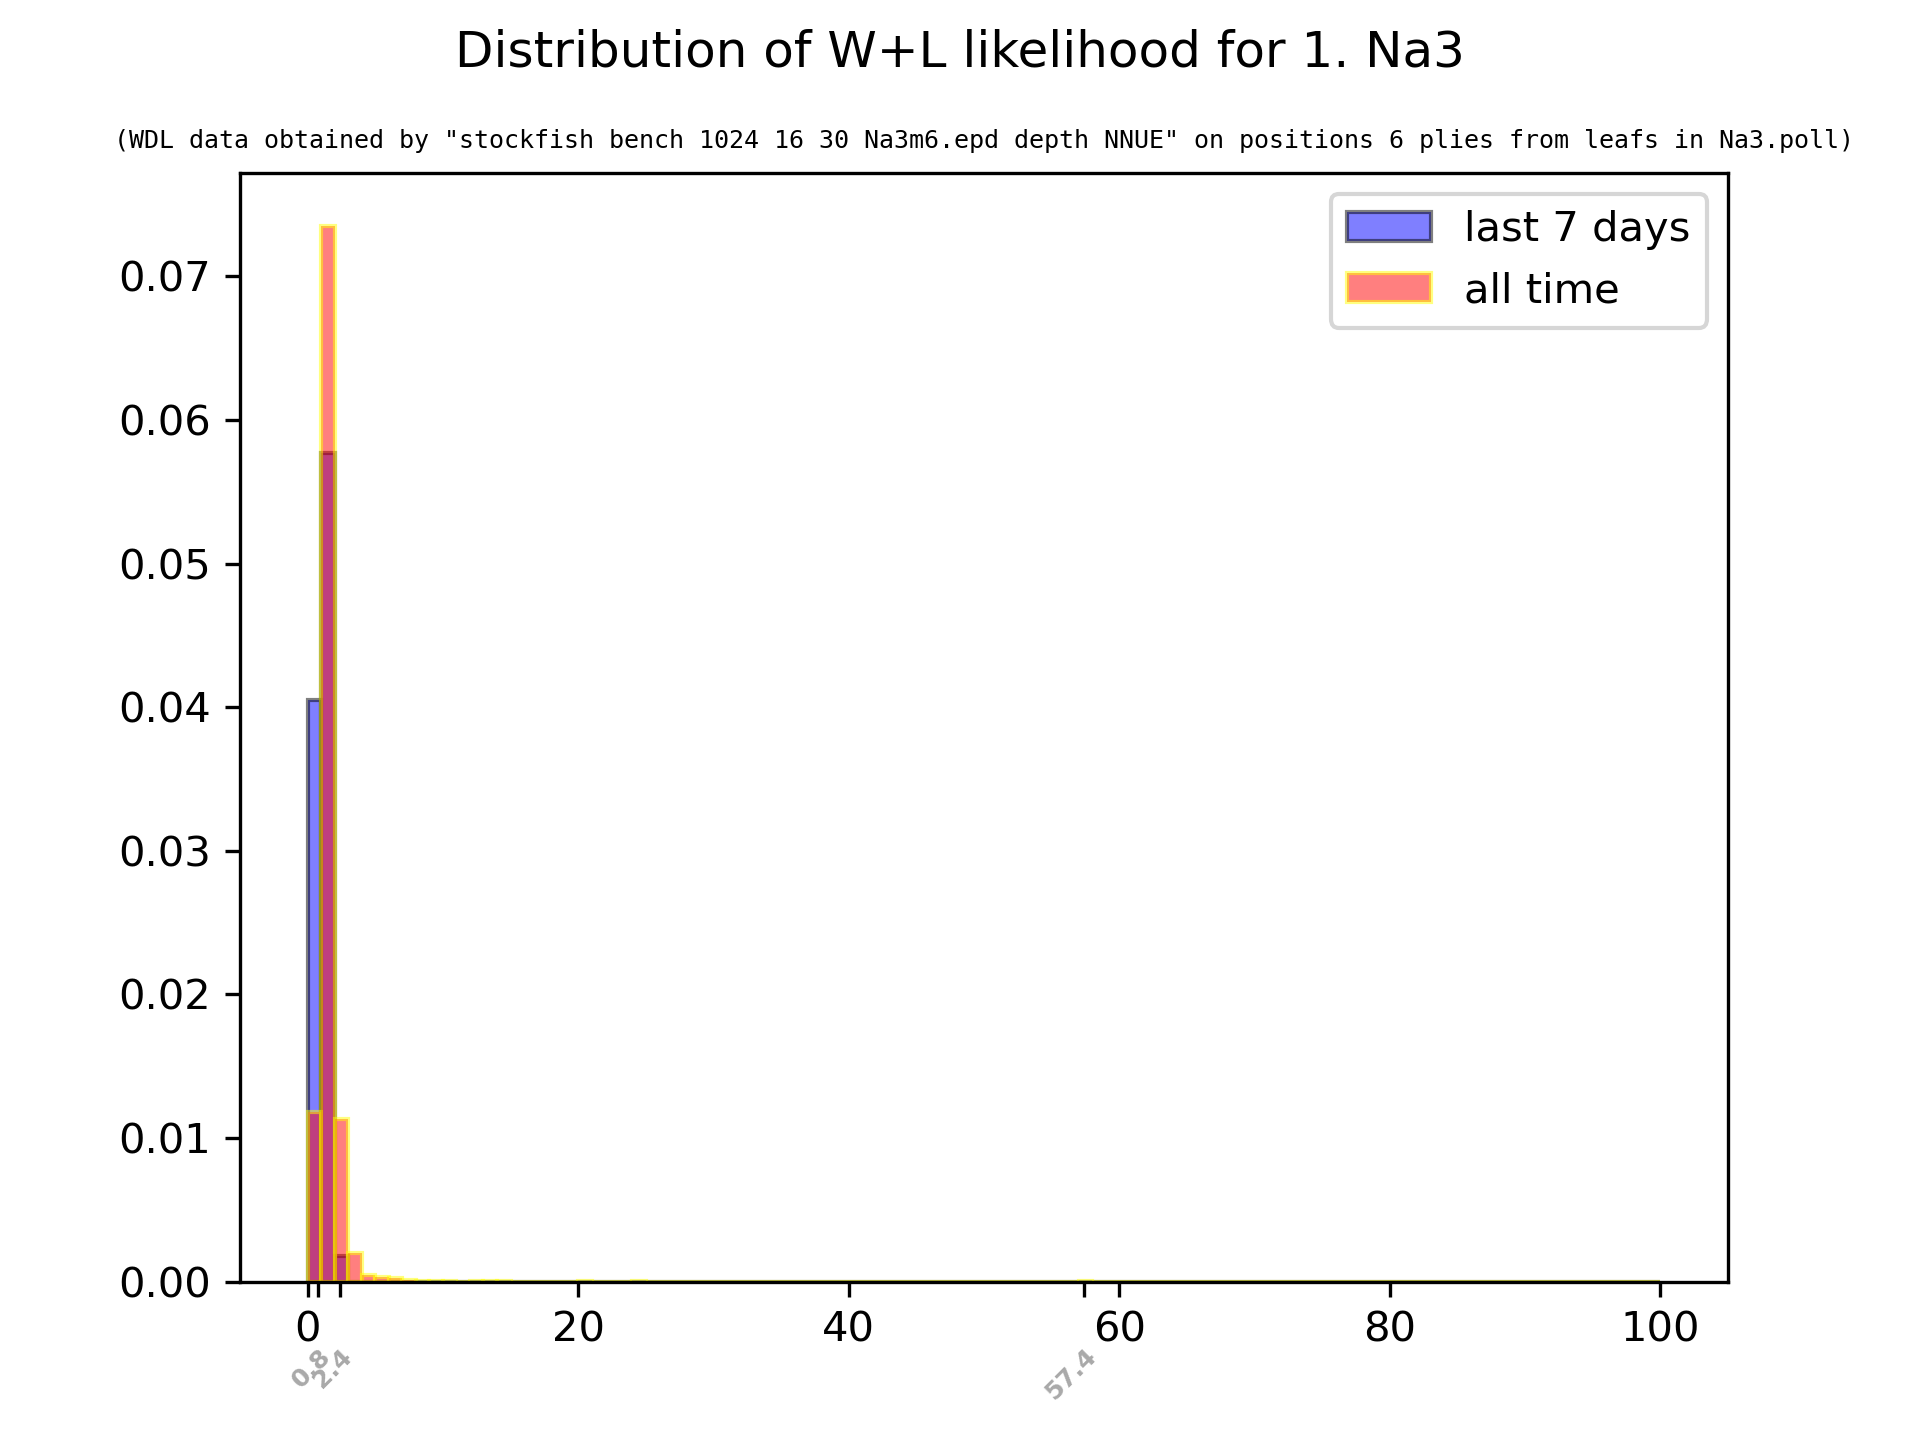 Distribution of W+L likelihood for 1. Na3
(WDL data obtained by "stockfish bench 1024 16 30 Na3m6.epd depth NNUE" on positions 6 plies from leafs in Na3.poll)
last 7 days
all time
0.07
0.06
0.05
0.04
0.03
0.02
0.01
0.00
0 20 40 60 80 100
0.8 2.4 57.4